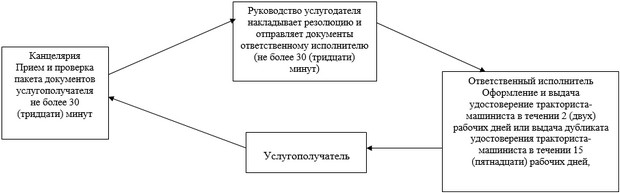 Канцелярия
Прием и проверка
пакета документов
услугополучателя
не более 30
(тридцати) минут
Руководство услугодателя
накладывает резолюцию и
отправляет документы
ответственному исполнителю
(не более 30 (тридцати)
минут)
Ответственный исполнитель
Оформление и выдача
удостоверение тракториста-
машиниста в течении 2 (двух)
рабочих дней или выдача дубликата
удостоверения тракториста-
машиниста в течении 15
(пятнадцати) рабочих дней,
Услугополучатель